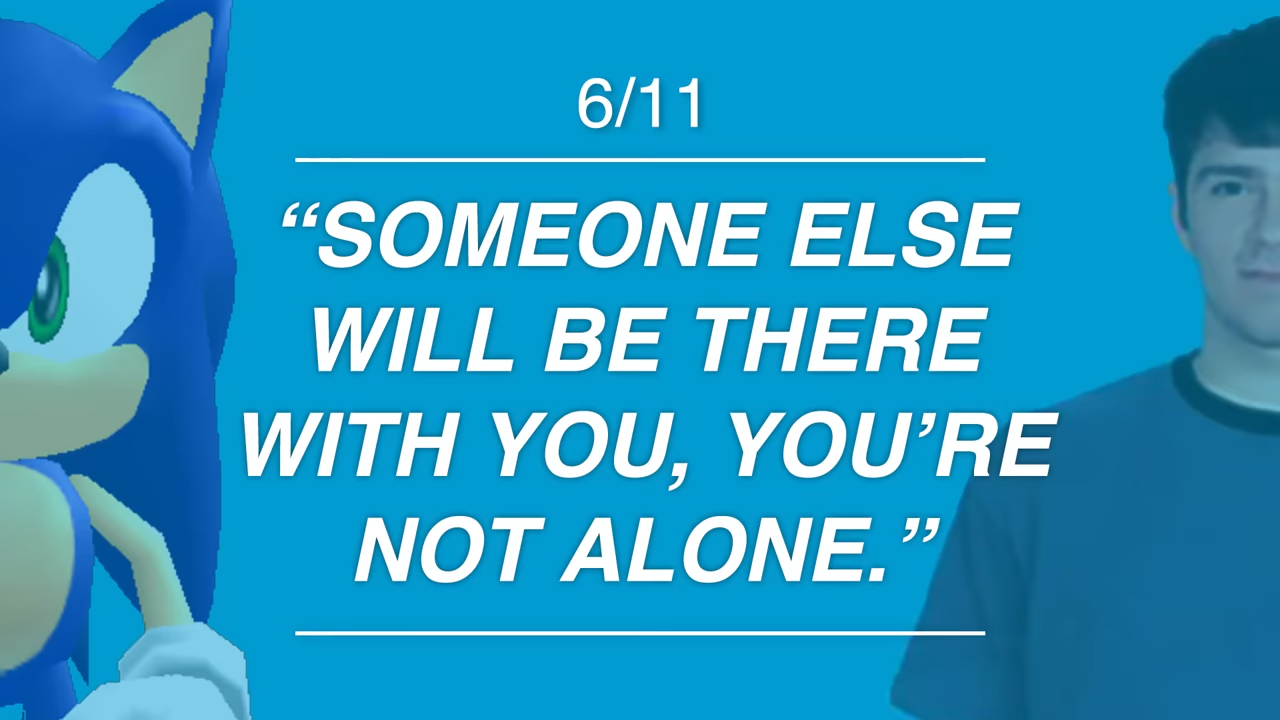 6/11
“SOMEONE ELSE
WILL BE THERE
WITH YOU, YOU’RE
NOT ALONE.”